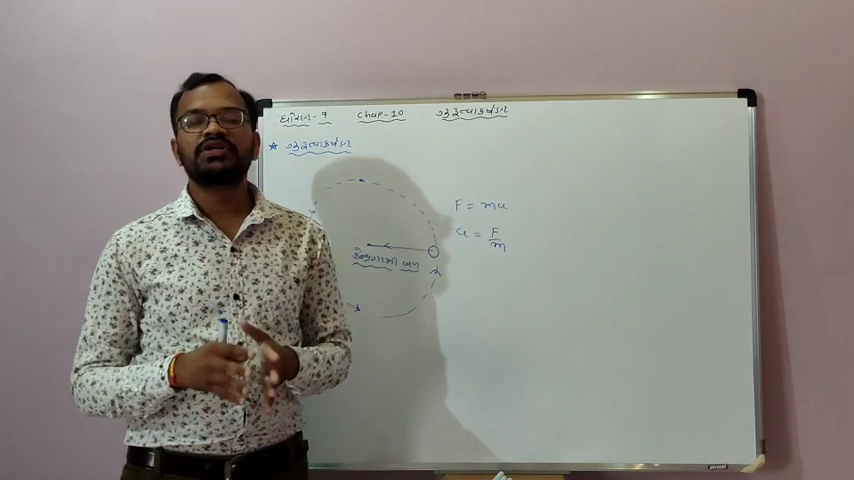 ધોરણ-9 Chap-10 ગુરુત્વાકર્ષણ
* ગુરુત્વાકર્ષણ
F = ma
a = F/m
કેન્દ્રગામી બળ